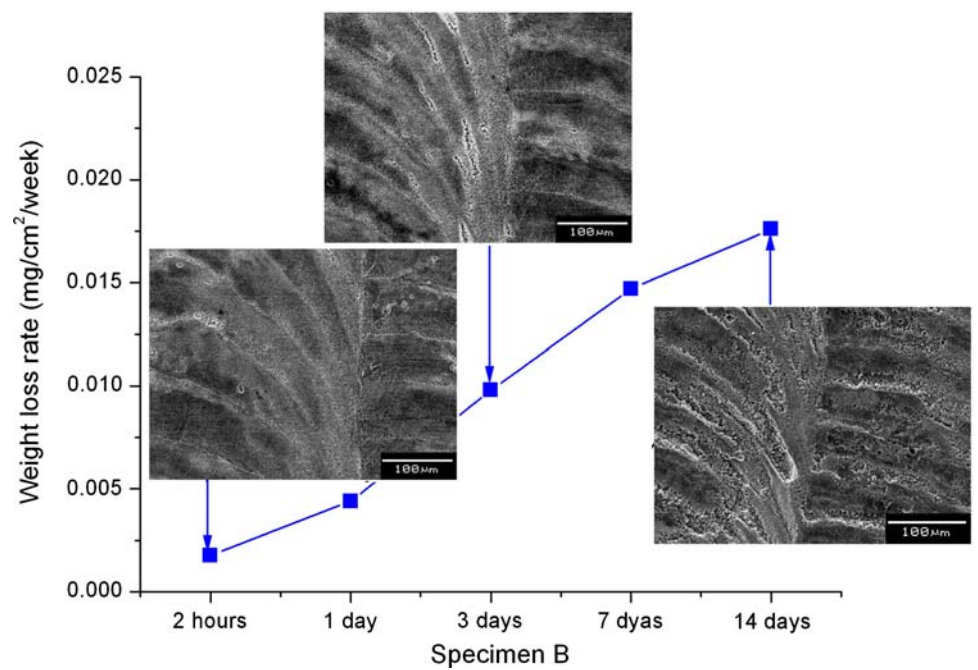 Weight loss rate (mg/cm²/week)
0.025
0.020
0.015
0.010
0.005
0.000
100µm
100µm
100µm
2 hours 1 day 3 days 7 dyas 14 days
Specimen B